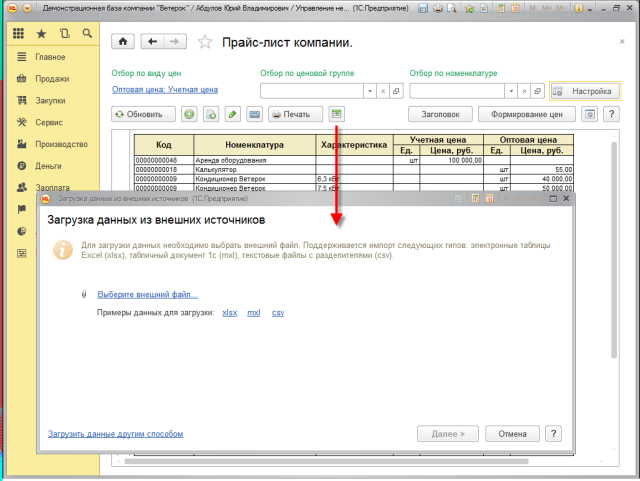 Демонстрационная база компании "Ветерок" / Абдулов Юрий Владимирович / Управление не... (1С:Предприятие)
M M+ M-
Главное
Продажи
Закупки
Сервис
Производство
Деньги
Зарплата
Прайс-лист компании.
Отбор по виду цен Отбор по ценовой группе Отбор по номенклатуре
Оптовая цена; Учетная цена
Настройка
Обновить Печать Заголовок Формирование цен ?
Код Номенклатура Характеристика Учетная цена Оптовая цена
Ед. Цена, руб. Ед. Цена, руб.
00000000048 Аренда оборудования шт 100 000,00
00000000018 Калькулятор шт 55,00
00000000009 Кондиционер Ветерок 6,3 кВт шт 40 000,00
00000000009 Кондиционер Ветерок 7,5 кВт шт 50 000,00
Загрузка данных из внешних источников (1С:Предприятие)
Загрузка данных из внешних источников
Для загрузки данных необходимо выбрать внешний файл. Поддерживается импорт следующих типов: электронные таблицы
Excel (xlsx), табличный документ 1с (mxl), текстовые файлы с разделителями (csv).
Выберите внешний файл...
Примеры данных для загрузки: xlsx mxl csv
Загрузить данные другим способом
Далее > Отмена ?